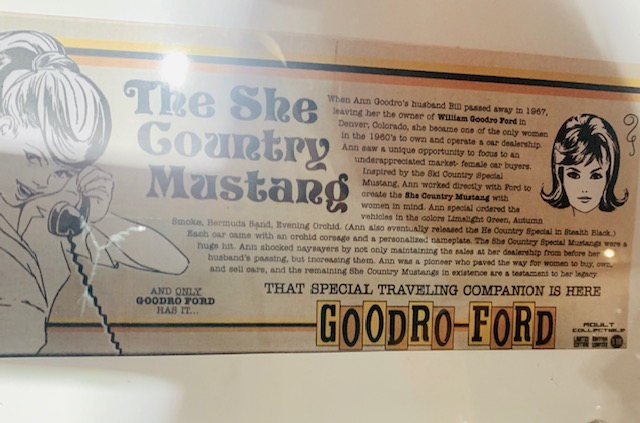 The She
Country
Mustang
When Ann Goodro's husband Bill passed away in 1967,
leaving her the owner of William Goodro Ford in
Denver, Colorado, she became one of the only women
in the 1960's to own and operate a car dealership.
Ann saw a unique opportunity to focus to an
underappreciated market- female car buyers.
Inspired by the Ski Country Special
Mustang, Ann worked directly with Ford to
create the She Country Mustang with
women in mind. Ann special ordered the
vehicles in the colors Limelight Green, Autumn
Smoke, Bermuda Sand, Evening Orchid. (Ann also eventually released the He Country Special in Stealth Black.)
Each car came with an orchid corsage and a personalized nameplate. The She Country Special Mustangs were a
huge hit. Ann shocked naysayers by not only maintaining the sales at her dealership from before her
husband's passing, but increasing them. Ann was a pioneer who paved the way for women to buy, own,
and sell cars, and the remaining She Country Mustangs in existence are a testament to her legacy.
AND ONLY
GOODRO FORD
HAS IT...
THAT SPECIAL TRAVELING COMPANION IS HERE
GOODRO FORD
ADULT
COLLECTIBLE
LIMITED EDITION